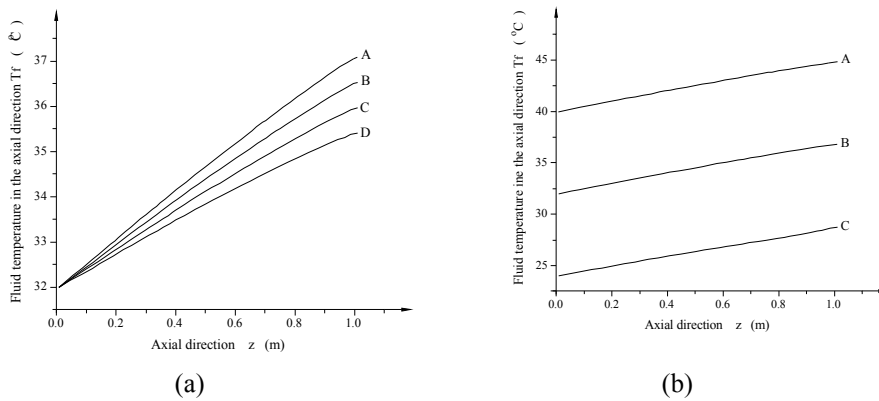 Fluid temperature in the axial direction Tf ( ℃ )
37
36
35
34
33
32
A
B
C
D
0.0 0.2 0.4 0.6 0.8 1.0
Axial direction z (m)
(a)
Fluid temperature ine the axial direction Tf ( °C )
45
40
35
30
25
A
B
C
0.0 0.2 0.4 0.6 0.8 1.0
Axial direction z (m)
(b)